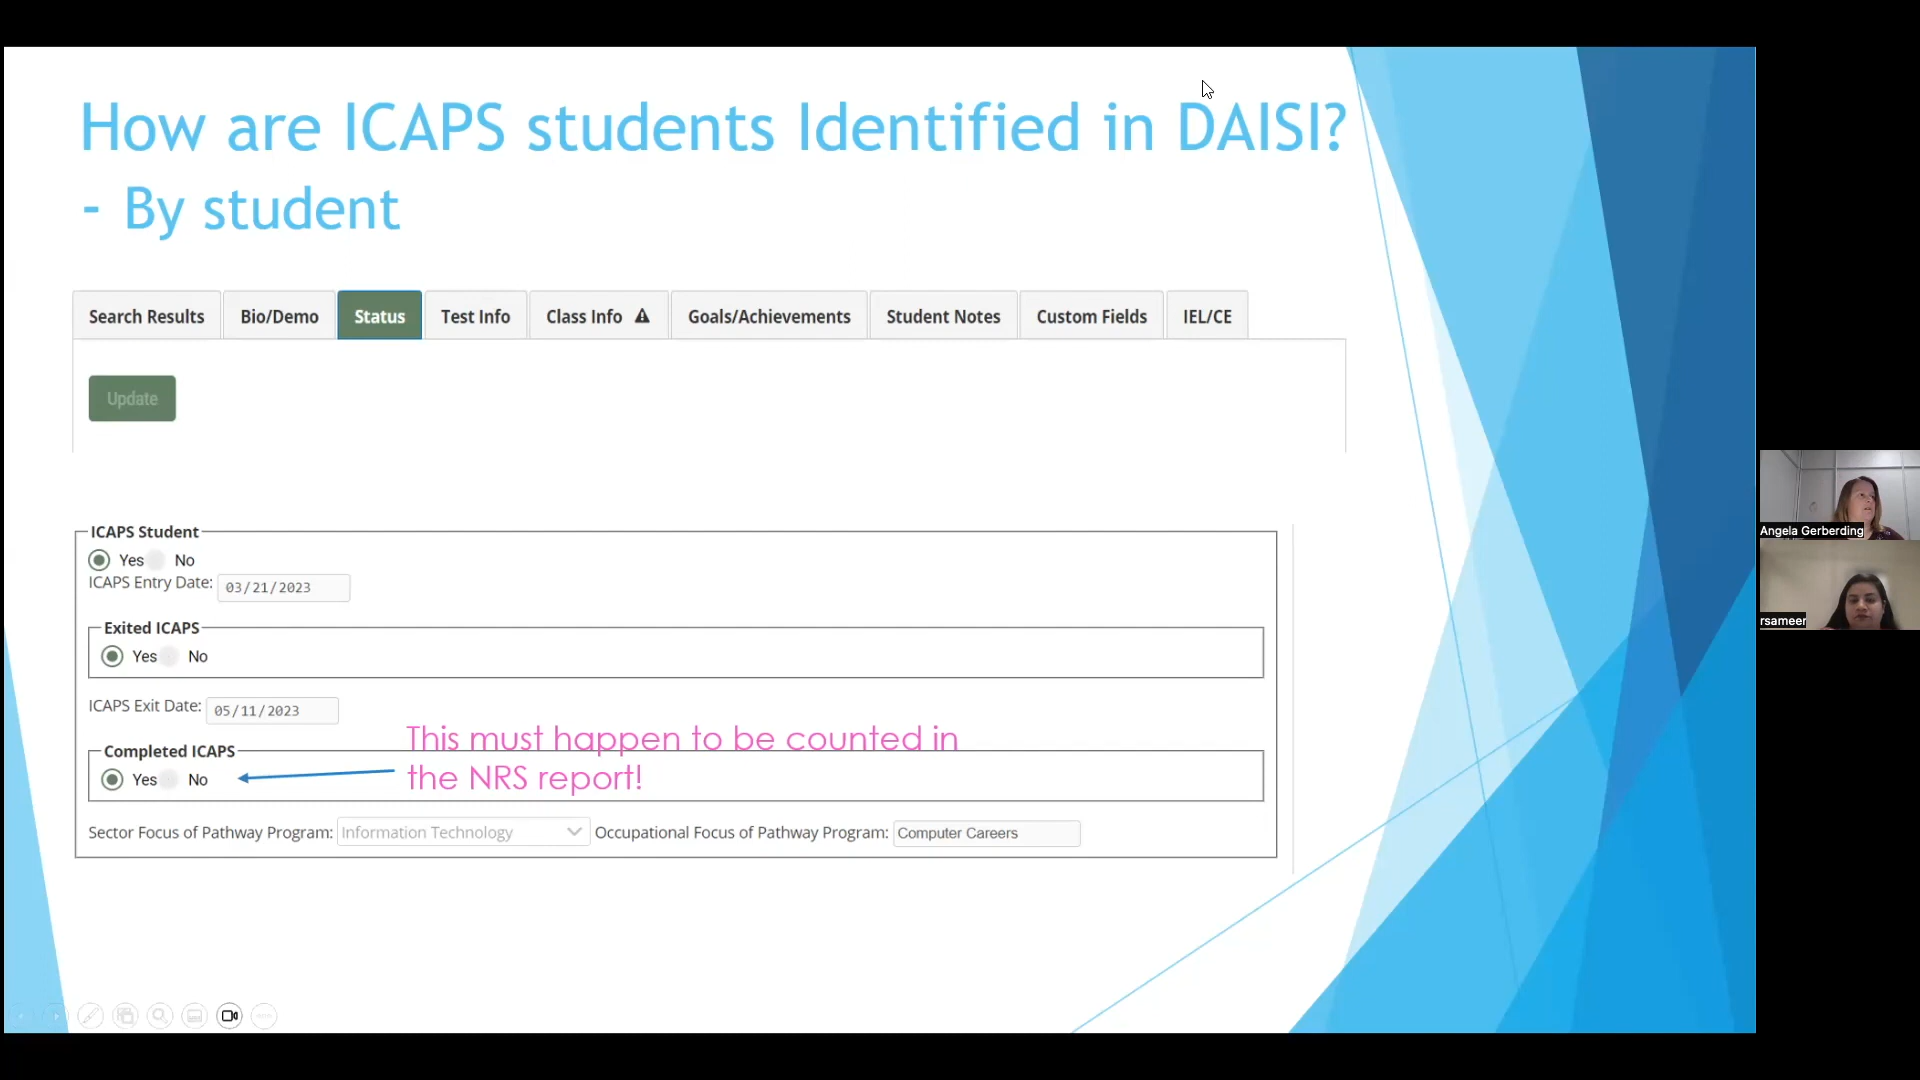 How are ICAPS students Identified in DAISI?
- By student
Search Results Bio/Demo Status Test Info Class Info Goals/Achievements Student Notes Custom Fields IEL/CE
Update
ICAPS Student
Yes No
ICAPS Entry Date: 03/21/2023
Exited ICAPS
Yes No
ICAPS Exit Date: 05/11/2023
This must happen to be counted in
the NRS report!
Completed ICAPS
Yes No
Sector Focus of Pathway Program: Information Technology Occupational Focus of Pathway Program: Computer Careers
Angela Gerberding
rsameer